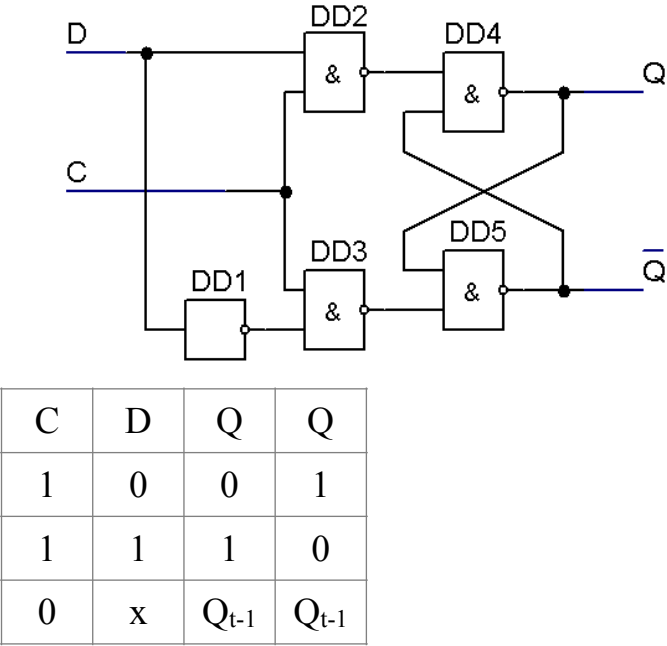 DD2
D
DD4
&
Q
&
C
DD5
DD3
Q̅
DD1
&
&
C D Q Q
1 0 0 1
1 1 1 0
0 x Qt-1 Qt-1